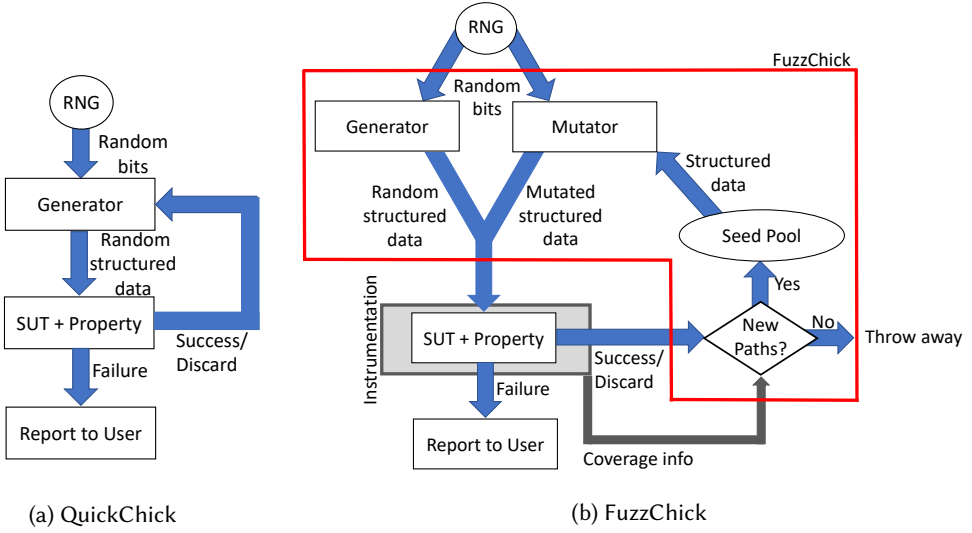 RNG
Random
bits
Generator
Random
structured
data
SUT + Property
Success/
Discard
Failure
Report to User
(a) QuickChick
RNG
FuzzChick
Random
bits
Generator
Mutator
Structured
data
Random
structured
data
Mutated
structured
data
Seed Pool
Yes
Instrumentation
SUT + Property
Success/
Discard
New
Paths?
No
Throw away
Failure
Report to User
Coverage info
(b) FuzzChick